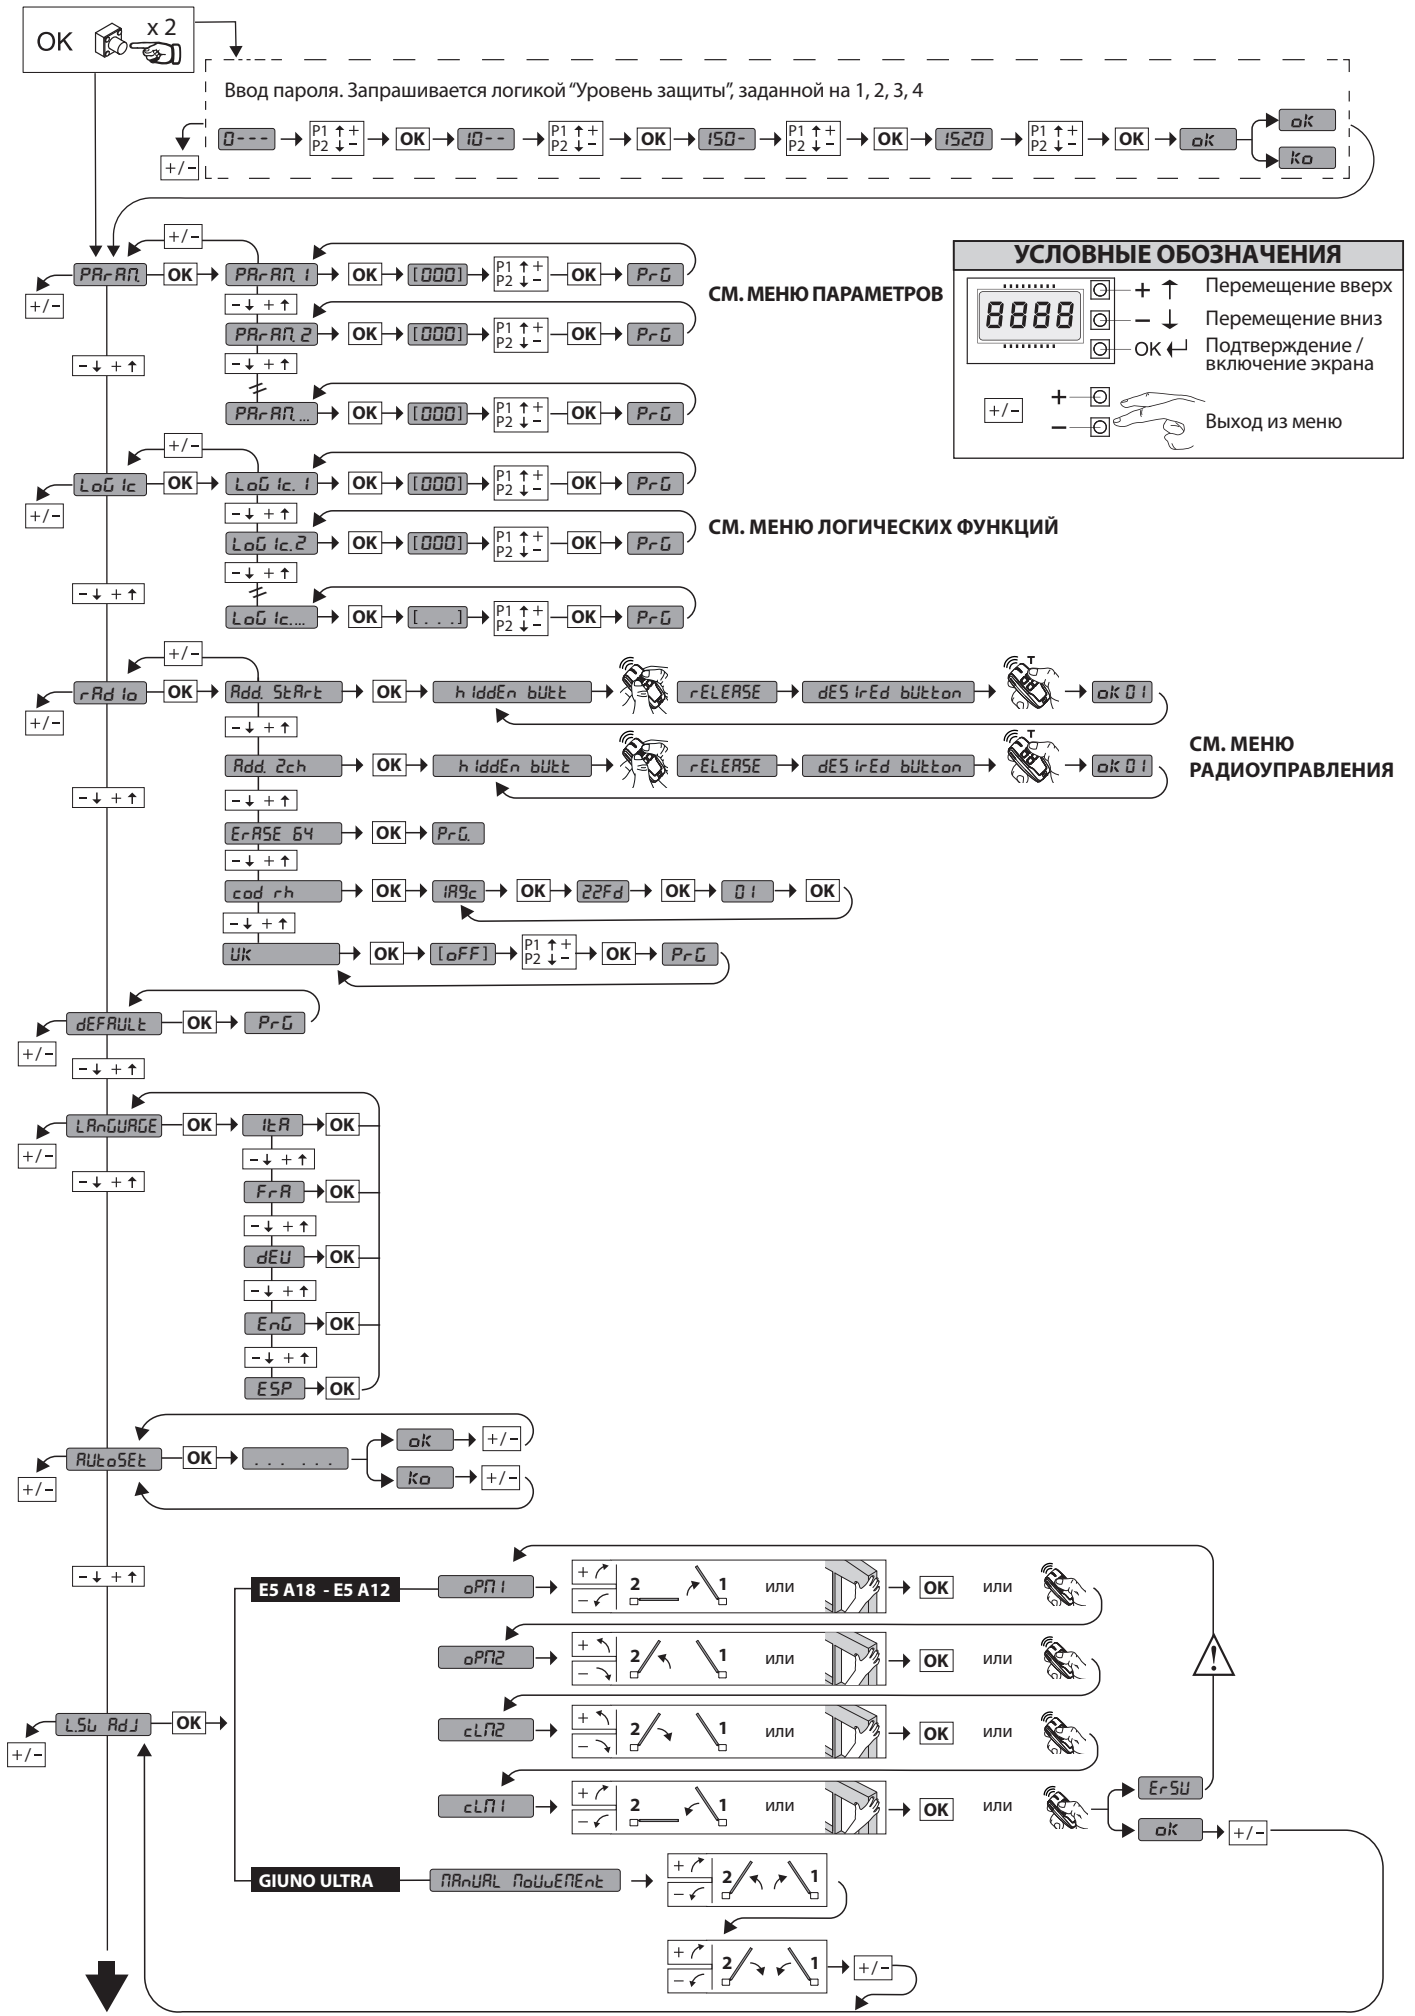 OK x 2
Ввод пароля. Запрашивается логикой “Уровень защиты”, заданной на 1, 2, 3, 4
0--- P1 ↑ + P2 ↓ − OK 10-- P1 ↑ + P2 ↓ − OK 150- P1 ↑ + P2 ↓ − OK 1520 P1 ↑ + P2 ↓ − OK oK oK
+/− Ko
+/−
PArAM. OK PArAM. 1 OK [000] P1 ↑ + P2 ↓ − OK PrG
+/−
− ↓ + ↑
СМ. МЕНЮ ПАРАМЕТРОВ
PArAM. 2 OK [000] P1 ↑ + P2 ↓ − OK PrG
− ↓ + ↑ − ↓ + ↑
PArAM. ... OK [000] P1 ↑ + P2 ↓ − OK PrG
УСЛОВНЫЕ ОБОЗНАЧЕНИЯ
8888
+ ↑ Перемещение вверх
− ↓ Перемещение вниз
OK Подтверждение /
включение экрана
+/− + − Выход из меню
+/−
LoGIc OK LoGIc. 1 OK [000] P1 ↑ + P2 ↓ − OK PrG
+/− − ↓ + ↑
СМ. МЕНЮ ЛОГИЧЕСКИХ ФУНКЦИЙ
LoGIc.2 OK [000] P1 ↑ + P2 ↓ − OK PrG
− ↓ + ↑ − ↓ + ↑
LoGIc.... OK [. . .] P1 ↑ + P2 ↓ − OK PrG
+/−
rAdIo OK Add. StArt OK hIddEn bUtt rELEASE dESIrEd bUtton T oK 01
+/− − ↓ + ↑
СМ. МЕНЮ
РАДИОУПРАВЛЕНИЯ
Add. 2ch OK hIddEn bUtt rELEASE dESIrEd bUtton T oK 01
− ↓ + ↑ − ↓ + ↑
ErASE 64 OK PrG.
− ↓ + ↑
cod rh OK 1A9c OK 22Fd OK 01 OK
− ↓ + ↑
UK OK [oFF] P1 ↑ + P2 ↓ − OK PrG
dEFAULt OK PrG
+/−
− ↓ + ↑
LAnGUAGE OK ItA OK
+/− − ↓ + ↑
− ↓ + ↑ FrA OK
− ↓ + ↑
dEU OK
− ↓ + ↑
EnG OK
− ↓ + ↑
ESP OK
oK +/−
AUtoSEt OK . . . . . .
+/− Ko +/−
− ↓ + ↑
E5 A18 - E5 A12 oPM1 + − 2 1 или OK или
oPM2 + − 2 1 или OK или
L.Sv AdJ OK cLM2 + − 2 1 или OK или
+/−
cLM1 + − 2 1 или OK или
ErSU
oK +/−
GIUNO ULTRA MAnUAL MoUvEMEnt + − 2 1
+ − 2 1 +/−